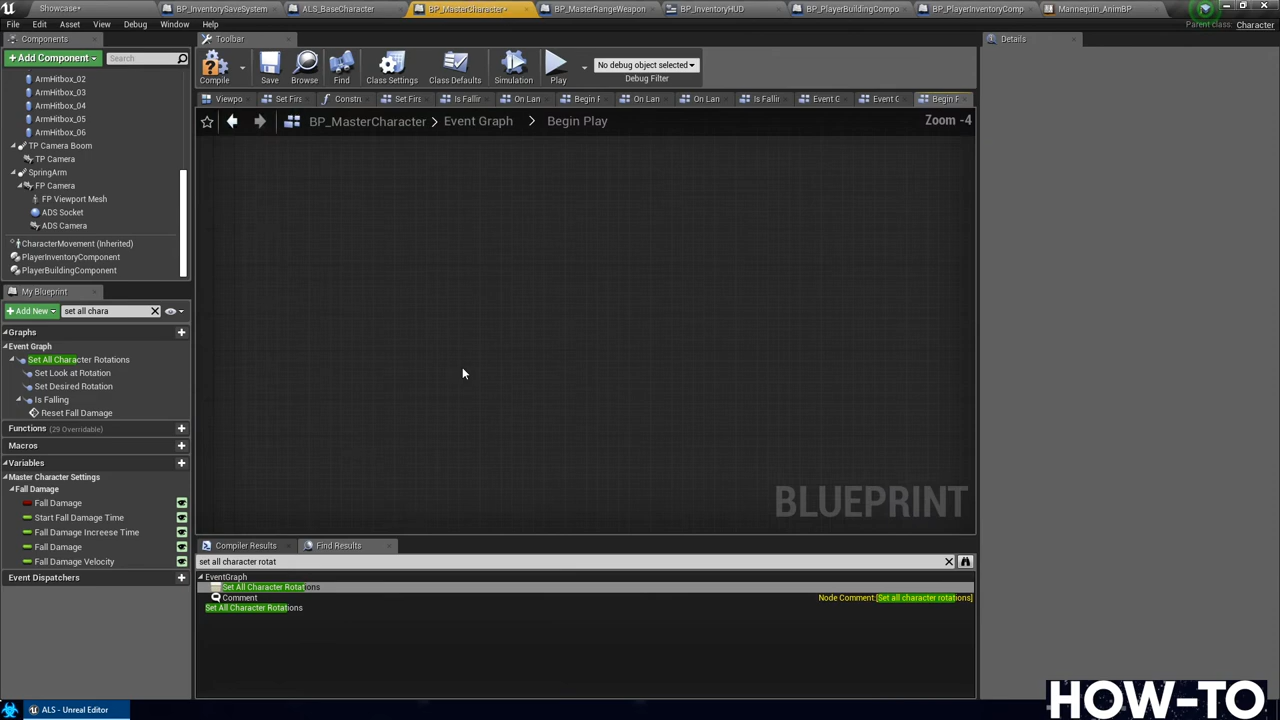 Showcase•
BP_InventorySaveSystem
ALS_BaseCharacter
BP_MasterCharacter•
BP_MasterRangeWeapon
BP_InventoryHUD
BP_PlayerBuildingCompo
BP_PlayerInventoryComp
Mannequin_AnimBP
File Edit Asset View Debug Window Help
Parent class: Character
Components
Toolbar
Details
+Add Component
Search
Compile
Save
Browse
Find
Class Settings
Class Defaults
Simulation
Play
No debug object selected
Debug Filter
ArmHitbox_02
ArmHitbox_03
ArmHitbox_04
ArmHitbox_05
ArmHitbox_06
TP Camera Boom
TP Camera
SpringArm
FP Camera
FP Viewport Mesh
ADS Socket
ADS Camera
CharacterMovement (Inherited)
PlayerInventoryComponent
PlayerBuildingComponent
Viewpo
Set Firs
Constru
Set Firs
Is Fallin
On Lan
Begin F
On Lan
On Lan
Is Fallin
Event G
Event G
Begin F
BP_MasterCharacter > Event Graph > Begin Play
Zoom -4
My Blueprint
+Add New
set all chara
Graphs
Event Graph
Set All Character Rotations
Set Look at Rotation
Set Desired Rotation
Is Falling
Reset Fall Damage
Functions (29 Overridable)
Macros
Variables
Master Character Settings
Fall Damage
Fall Damage
Start Fall Damage Time
Fall Damage Increese Time
Fall Damage
Fall Damage Velocity
Event Dispatchers
BLUEPRINT
Compiler Results
Find Results
set all character rotat
EventGraph
Set All Character Rotations
Comment
Node Comment:[Set all character rotations]
Set All Character Rotations
ALS - Unreal Editor
HOW-TO